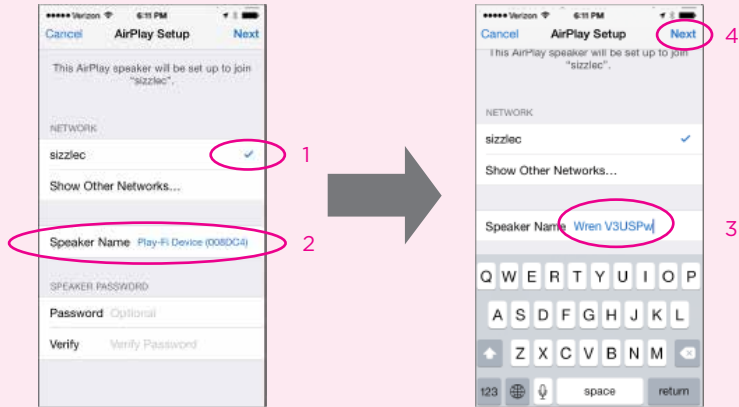 Verizon 6:11 PM
Cancel AirPlay Setup Next
This AirPlay speaker will be set up to join
"sizzlec".
NETWORK
sizzlec
1
Show Other Networks...
Speaker Name Play-Fi Device (008DC4)
2
SPEAKER PASSWORD
Password Optional
Verify Verify Password
Verizon 6:11 PM
Cancel AirPlay Setup Next
4
This AirPlay speaker will be set up to join
"sizzlec".
NETWORK
sizzlec
Show Other Networks...
Speaker Name Wren V3USPw
3
Q W E R T Y U I O P
A S D F G H J K L
Z X C V B N M
123 space return